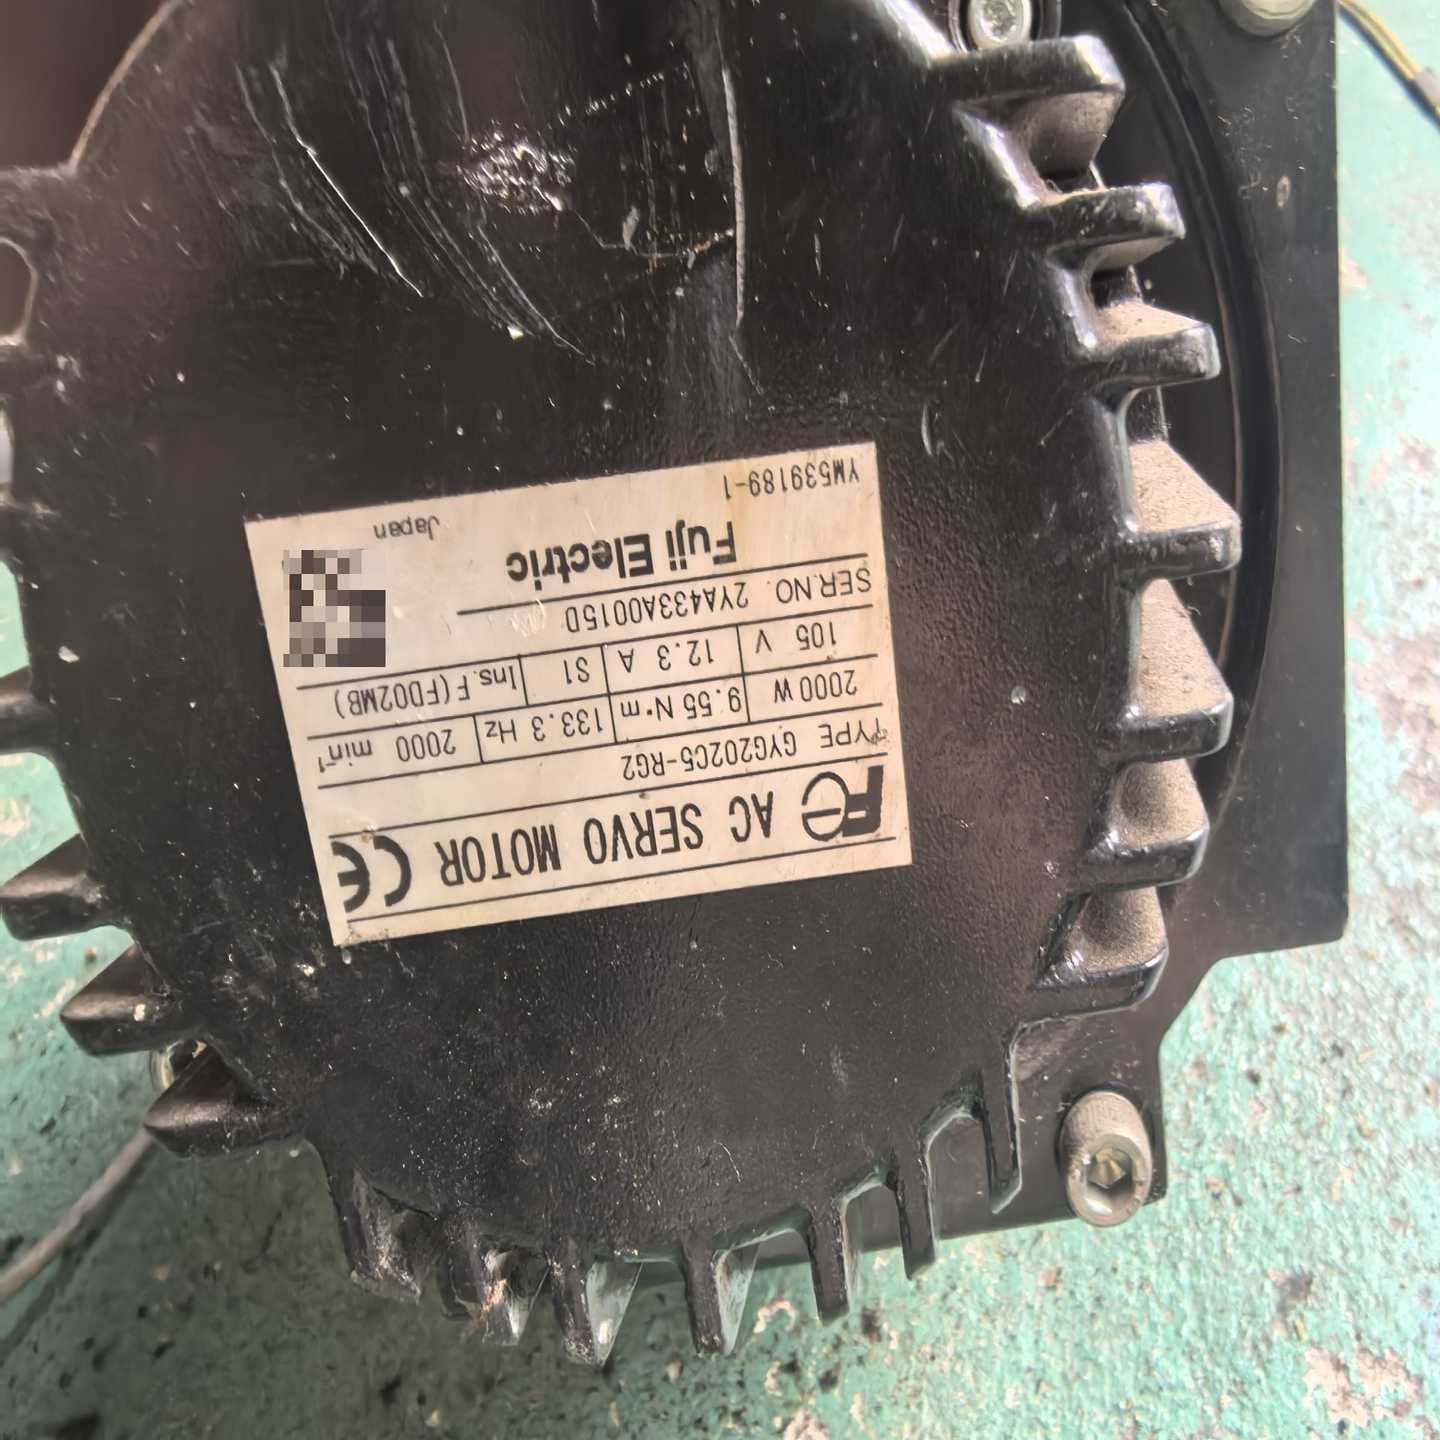 Fe AC SERVO MOTOR CE
TYPE GYG202C5-RG2
2000 W 9.55 N·m 133.3 Hz 2000 min⁻¹
105 V 12.3 A S1 Ins. F (FD02MB)
SER.NO. 2YA433A0015D
Fuji Electric
YM539189-1 Japan